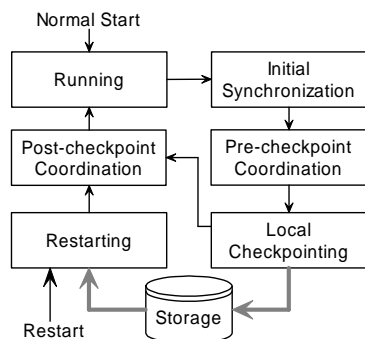 Normal Start
Running
Initial
Synchronization
Post-checkpoint
Coordination
Pre-checkpoint
Coordination
Restarting
Local
Checkpointing
Storage
Restart